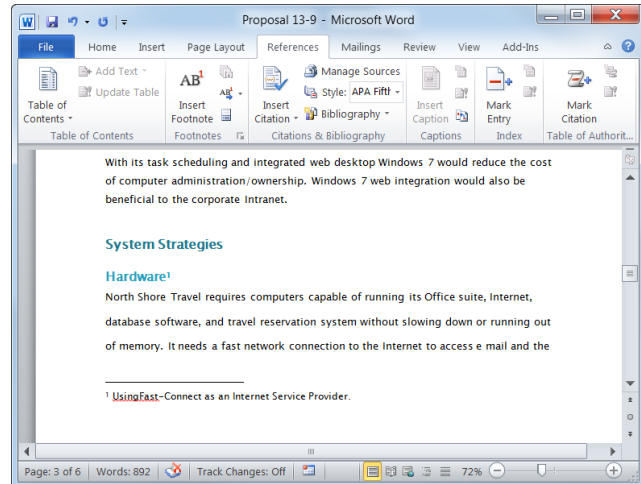 Proposal 13-9 - Microsoft Word
File Home Insert Page Layout References Mailings Review View Add-Ins
Table of Contents
Add Text
Update Table
Table of Contents
AB1
Insert Footnote
AB
Footnotes
Insert Citation
Manage Sources
Style: APA Fifth
Bibliography
Citations & Bibliography
Insert Caption
Captions
Mark Entry
Index
Mark Citation
Table of Authorit...
With its task scheduling and integrated web desktop Windows 7 would reduce the cost
of computer administration/ownership. Windows 7 web integration would also be
beneficial to the corporate Intranet.
System Strategies
Hardware1
North Shore Travel requires computers capable of running its Office suite, Internet,
database software, and travel reservation system without slowing down or running out
of memory. It needs a fast network connection to the Internet to access e mail and the
1 UsingFast-Connect as an Internet Service Provider.
Page: 3 of 6 Words: 892 Track Changes: Off 72%